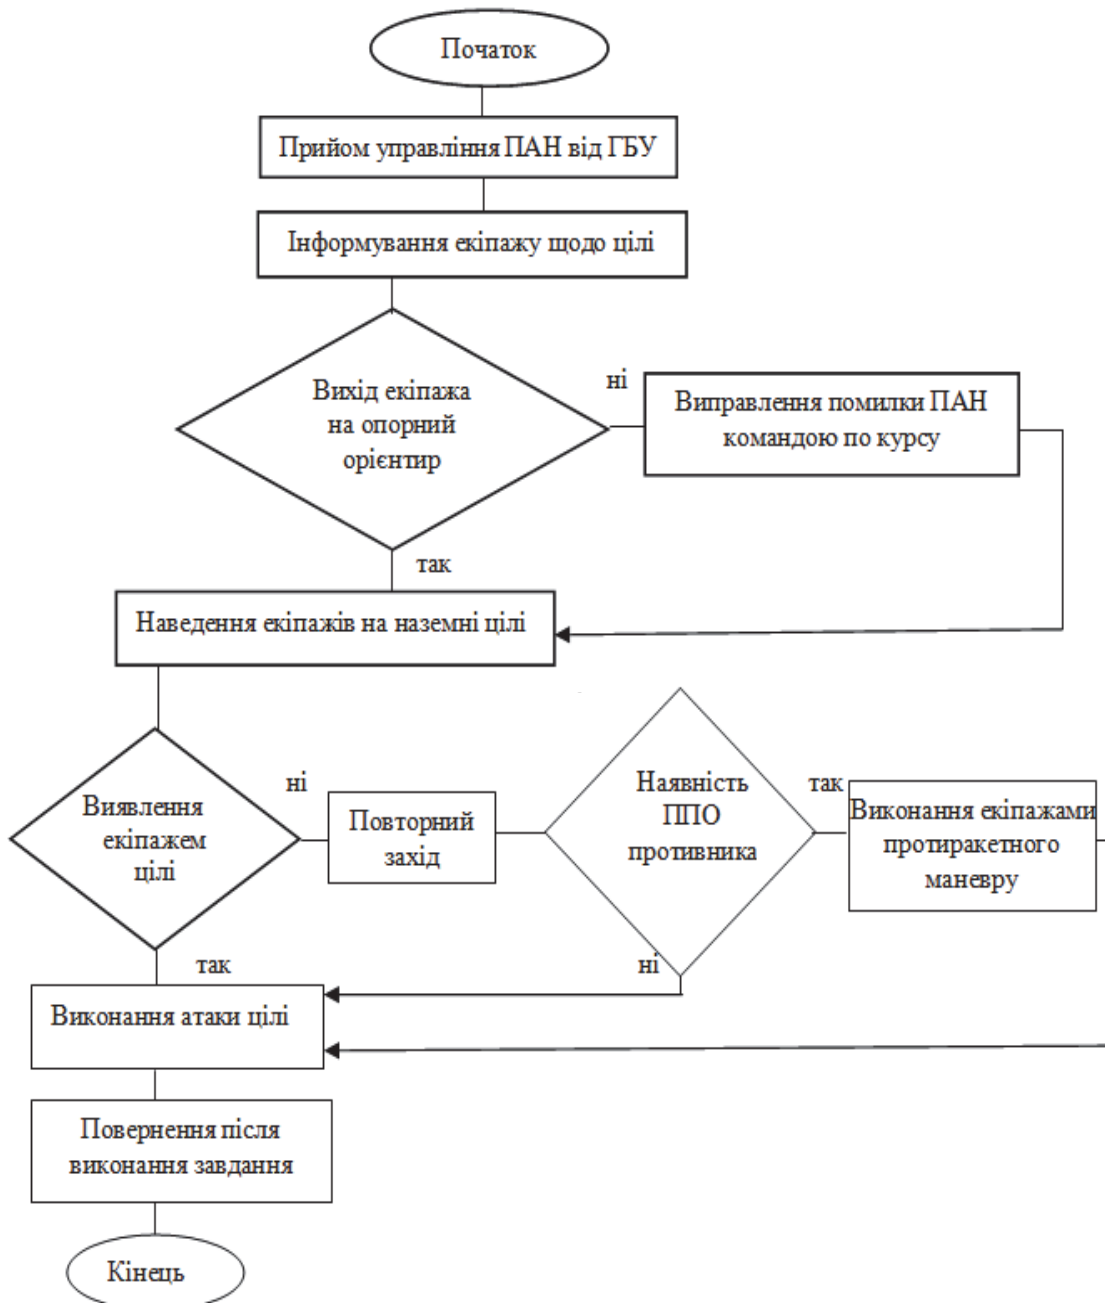 Початок
Прийом управління ПАН від ГБУ
Інформування екіпажу щодо цілі
Вихід екіпажа
на опорний
орієнтир
ні
Виправлення помилки ПАН
командою по курсу
так
Наведення екіпажів на наземні цілі
Виявлення
екіпажем
цілі
ні
Повторний
захід
Наявність
ППО
противника
так
Виконання екіпажами
протиракетного
маневру
так
ні
Виконання атаки цілі
Повернення після
виконання завдання
Кінець